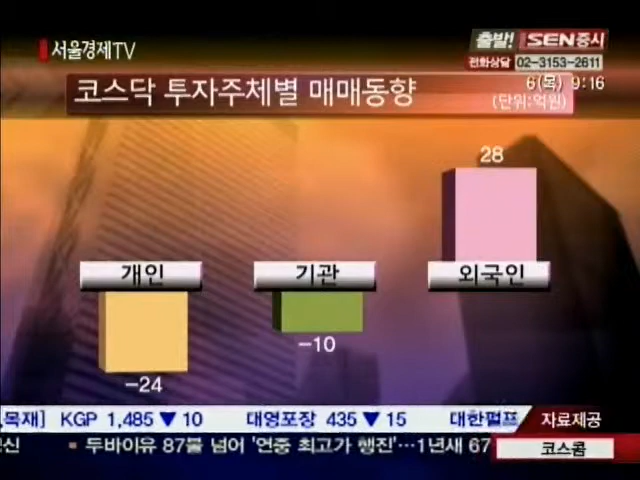 서울경제TV
출발! SEN증시
전화상담 02-3153-2611
6(목) 9:16
코스닥 투자주체별 매매동향
(단위:억원)
28
개인
기관
외국인
-10
-24
목재] KGP 1,485 ▼ 10 대영포장 435 ▼ 15 대한펄프
자료제공
두바이유 87불 넘어 '연중 최고가 행진'…1년새 67
코스콤